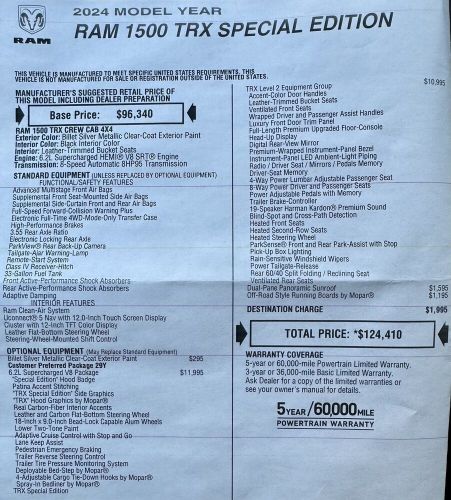 2024 MODEL YEAR
RAM 1500 TRX SPECIAL EDITION
RAM
THIS VEHICLE IS MANUFACTURED TO MEET SPECIFIC UNITED STATES REQUIREMENTS. THIS
VEHICLE IS NOT MANUFACTURED FOR SALE OR REGISTRATION OUTSIDE OF THE UNITED STATES.
MANUFACTURER'S SUGGESTED RETAIL PRICE OF
THIS MODEL INCLUDING DEALER PREPARATION
Base Price: $96,340
RAM 1500 TRX CREW CAB 4X4
Exterior Color: Billet Silver Metallic Clear-Coat Exterior Paint
Interior Color: Black Interior Color
Interior: Leather-Trimmed Bucket Seats
Engine: 6.2L Supercharged HEMI® V8 SRT® Engine
Transmission: 8-Speed Automatic 8HP95 Transmission
STANDARD EQUIPMENT (UNLESS REPLACED BY OPTIONAL EQUIPMENT)
FUNCTIONAL/SAFETY FEATURES
Advanced Multistage Front Air Bags
Supplemental Front Seat-Mounted Side Air Bags
Supplemental Side-Curtain Front and Rear Air Bags
Full-Speed Forward-Collision Warning Plus
Electronic Full-Time 4WD-Mode-Only Transfer Case
High-Performance Brakes
3.55 Rear Axle Ratio
Electronic Locking Rear Axle
ParkView® Rear Back-Up Camera
Tailgate-Ajar Warning-Lamp
Remote-Start System
Class IV Receiver-Hitch
33-Gallon Fuel Tank
Front Active-Performance Shock Absorbers
Rear Active-Performance Shock Absorbers
Adaptive Damping
INTERIOR FEATURES
Ram Clean-Air System
Uconnect® 5 Nav with 12.0-Inch Touch Screen Display
Cluster with 12-Inch TFT Color Display
Leather Flat-Bottom Steering Wheel
Steering-Wheel-Mounted Shift Control
OPTIONAL EQUIPMENT (May Replace Standard Equipment)
Billet Silver Metallic Clear-Coat Exterior Paint $295
Customer Preferred Package 29Y
6.2L Supercharged V8 Package $11,995
"Special Edition" Hood Badge
Patina Accent Stitching
"TRX Special Edition" Side Graphics
"TRX" Hood Graphics by Mopar®
Real Carbon-Fiber Interior Accents
Leather and Carbon Flat-Bottom Steering Wheel
18-Inch x 9.0-Inch Bead-Lock Capable Alum Wheels
Lower Two-Tone Paint
Adaptive Cruise Control with Stop and Go
Lane Keep Assist
Pedestrian Emergency Braking
Trailer Reverse Steering Control
Trailer Tire Pressure Monitoring System
Deployable Bed-Step by Mopar®
4-Adjustable Cargo Tie-Down Hooks by Mopar®
Spray-In Bedliner by Mopar®
TRX Special Edition
TRX Level 2 Equipment Group $10,995
Accent-Color Door Handles
Leather-Trimmed Bucket Seats
Ventilated Front Seats
Wrapped Driver and Passenger Assist Handles
Luxury Front Door Trim Panel
Full-Length Premium Upgraded Floor-Console
Head-Up Display
Digital Rear-View Mirror
Premium-Wrapped Instrument-Panel Bezel
Instrument-Panel LED Ambient-Light Piping
Radio / Driver Seat / Mirrors / Pedals Memory
Driver-Seat Memory
4-Way Power Lumbar Adjustable Passenger Seat
8-Way Power Driver and Passenger Seats
Power Adjustable Pedals with Memory
Trailer Brake-Controller
19-Speaker Harman Kardon® Premium Sound
Blind-Spot and Cross-Path Detection
Heated Front Seats
Heated Second-Row Seats
Heated Steering Wheel
ParkSense® Front and Rear Park-Assist with Stop
Pick-Up Box Lighting
Rain-Sensitive Windshield Wipers
Power Tailgate-Release
Rear 60/40 Split Folding / Reclining Seat
Ventilated Rear Seats
Dual-Pane Panoramic Sunroof $1,595
Off-Road Style Running Boards by Mopar® $1,195
DESTINATION CHARGE $1,995
TOTAL PRICE: *$124,410
WARRANTY COVERAGE
5-year or 60,000-mile Powertrain Limited Warranty.
3-year or 36,000-mile Basic Limited Warranty.
Ask Dealer for a copy of the limited warranties or
see your owner's manual for details.
5YEAR/60,000MILE
POWERTRAIN WARRANTY